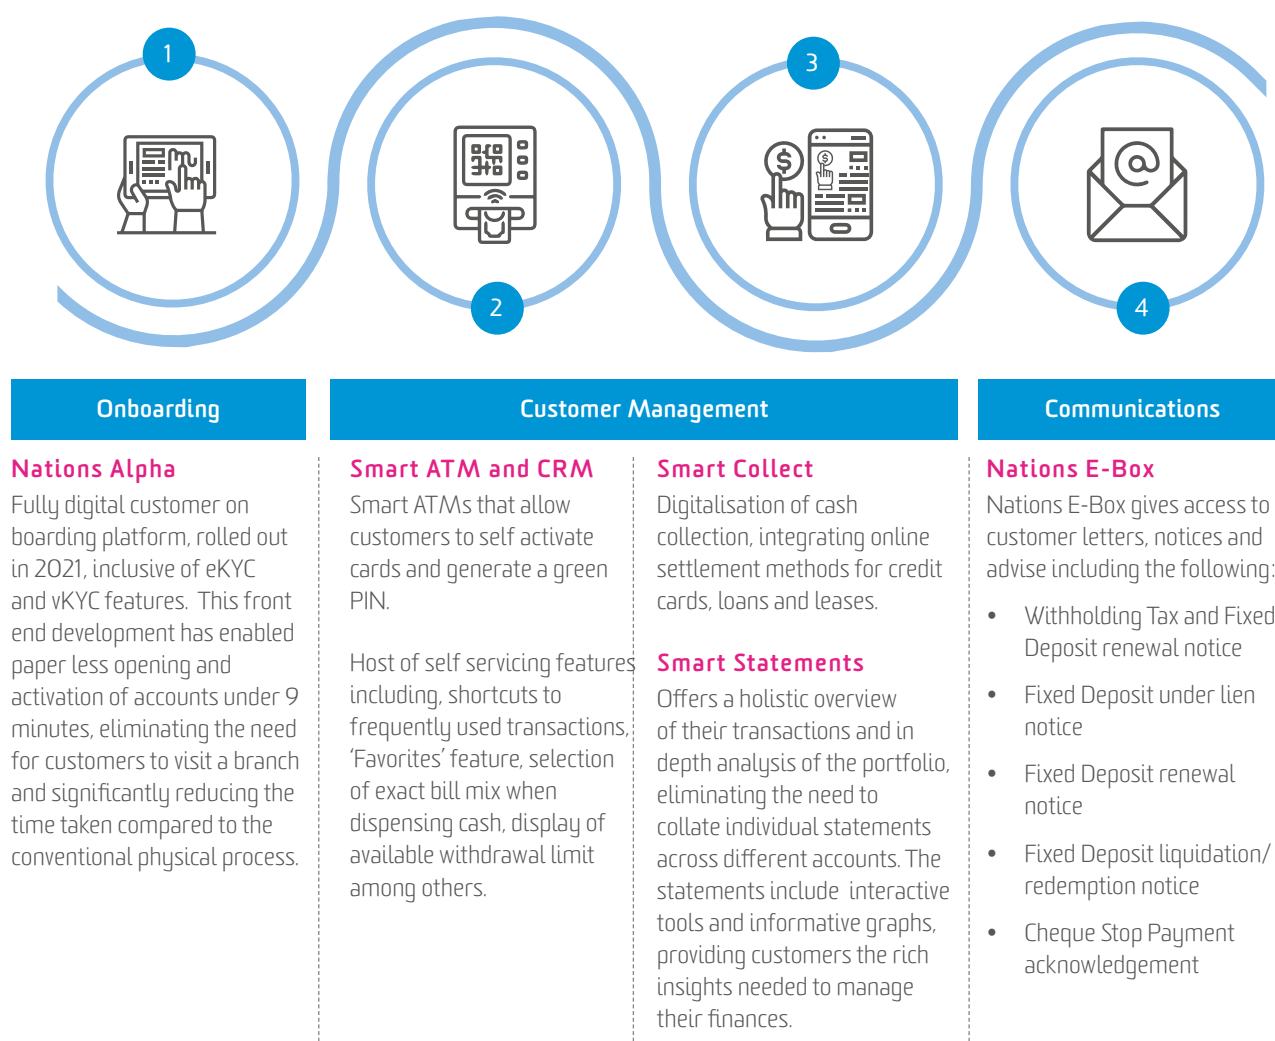 1
2
3
4
Onboarding
Nations Alpha
Fully digital customer on
boarding platform, rolled out
in 2021, inclusive of eKYC
and vKYC features. This front
end development has enabled
paper less opening and
activation of accounts under 9
minutes, eliminating the need
for customers to visit a branch
and significantly reducing the
time taken compared to the
conventional physical process.
Customer Management
Smart ATM and CRM
Smart ATMs that allow
customers to self activate
cards and generate a green
PIN.
Host of self servicing features
including, shortcuts to
frequently used transactions,
‘Favorites’ feature, selection
of exact bill mix when
dispensing cash, display of
available withdrawal limit
among others.
Smart Collect
Digitalisation of cash
collection, integrating online
settlement methods for credit
cards, loans and leases.
Smart Statements
Offers a holistic overview
of their transactions and in
depth analysis of the portfolio,
eliminating the need to
collate individual statements
across different accounts. The
statements include interactive
tools and informative graphs,
providing customers the rich
insights needed to manage
their finances.
Communications
Nations E-Box
Nations E-Box gives access to
customer letters, notices and
advise including the following:
• Withholding Tax and Fixed
Deposit renewal notice
• Fixed Deposit under lien
notice
• Fixed Deposit renewal
notice
• Fixed Deposit liquidation/
redemption notice
• Cheque Stop Payment
acknowledgement